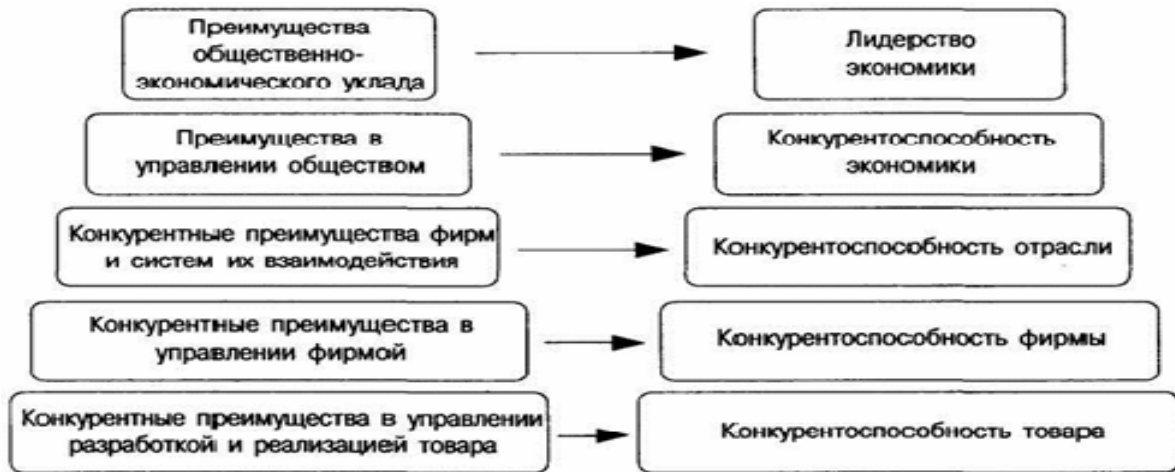 Преимущества
общественно-
экономического уклада
Лидерство
экономики
Преимущества в
управлении обществом
Конкурентоспособность
экономики
Конкурентные преимущества фирм
и систем их взаимодействия
Конкурентоспособность отрасли
Конкурентные преимущества в
управлении фирмой
Конкурентоспособность фирмы
Конкурентные преимущества в управлении
разработкой и реализацией товара
Конкурентоспособность товара